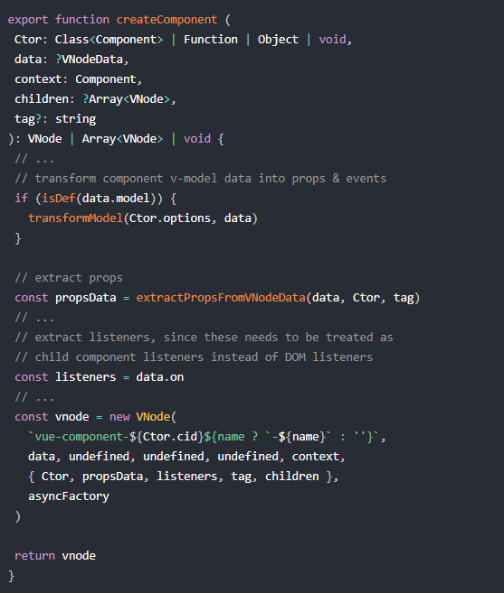 export function createComponent (
 Ctor: Class<Component> | Function | Object | void,
 data: ?VNodeData,
 context: Component,
 children: ?Array<VNode>,
 tag?: string
): VNode | Array<VNode> | void {
 // ...
 // transform component v-model data into props & events
 if (isDef(data.model)) {
   transformModel(Ctor.options, data)
 }

 // extract props
 const propsData = extractPropsFromVNodeData(data, Ctor, tag)
 // ...
 // extract listeners, since these needs to be treated as
 // child component listeners instead of DOM listeners
 const listeners = data.on
 // ...
 const vnode = new VNode(
   `vue-component-${Ctor.cid}${name ? `-${name}` : ''}`,
   data, undefined, undefined, undefined, context,
   { Ctor, propsData, listeners, tag, children },
   asyncFactory
 )

 return vnode
}